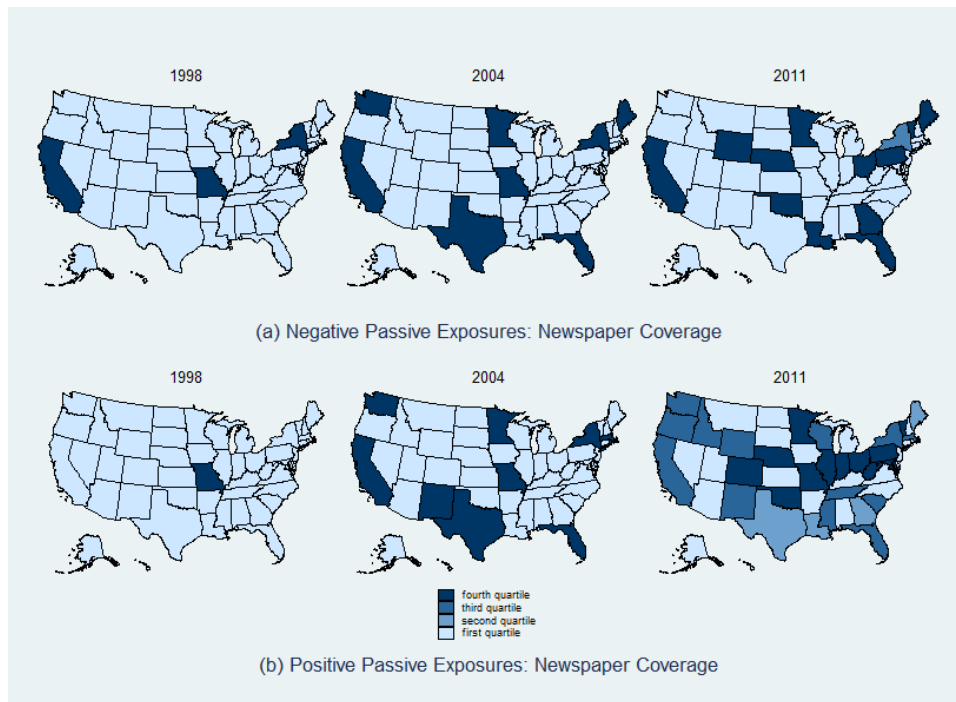 1998
2004
2011
(a) Negative Passive Exposures: Newspaper Coverage
1998
2004
2011
fourth quartile
third quartile
second quartile
first quartile
(b) Positive Passive Exposures: Newspaper Coverage